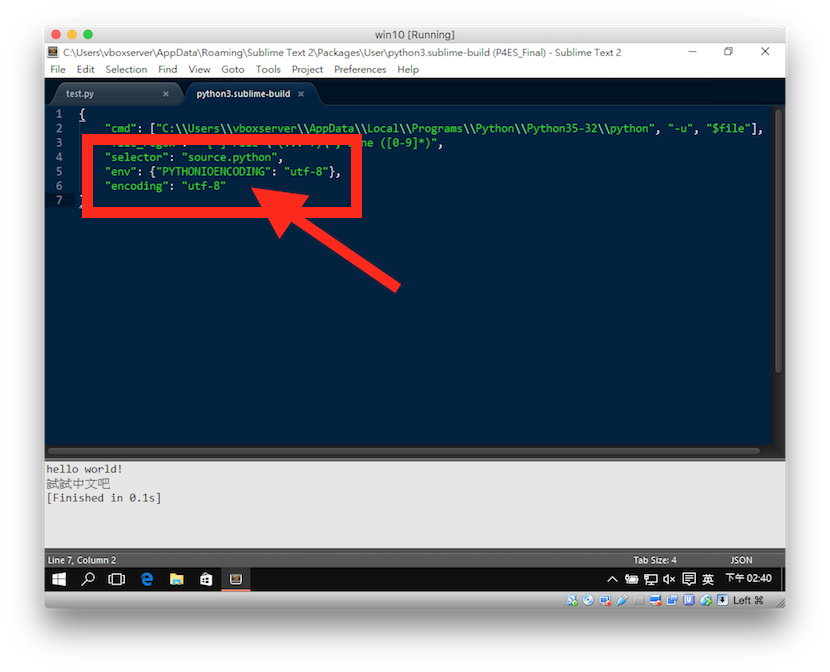 win10 [Running]
C:\Users\vboxserver\AppData\Roaming\Sublime Text 2\Packages\User\python3.sublime-build (P4ES_Final) - Sublime Text 2
File Edit Selection Find View Goto Tools Project Preferences Help
test.py × python3.sublime-build ×
1 {
2 "cmd": ["C:\\Users\\vboxserver\\AppData\\Local\\Programs\\Python\\Python35-32\\python", "-u", "$file"],
3 ([0-9]*)",
4 "selector": "source.python",
5 "env": {"PYTHONIOENCODING": "utf-8"},
6 "encoding": "utf-8"
7
hello world!
試試中文吧
[Finished in 0.1s]
Line 7, Column 2 Tab Size: 4 JSON
英 下午 02:40
Left ⌘